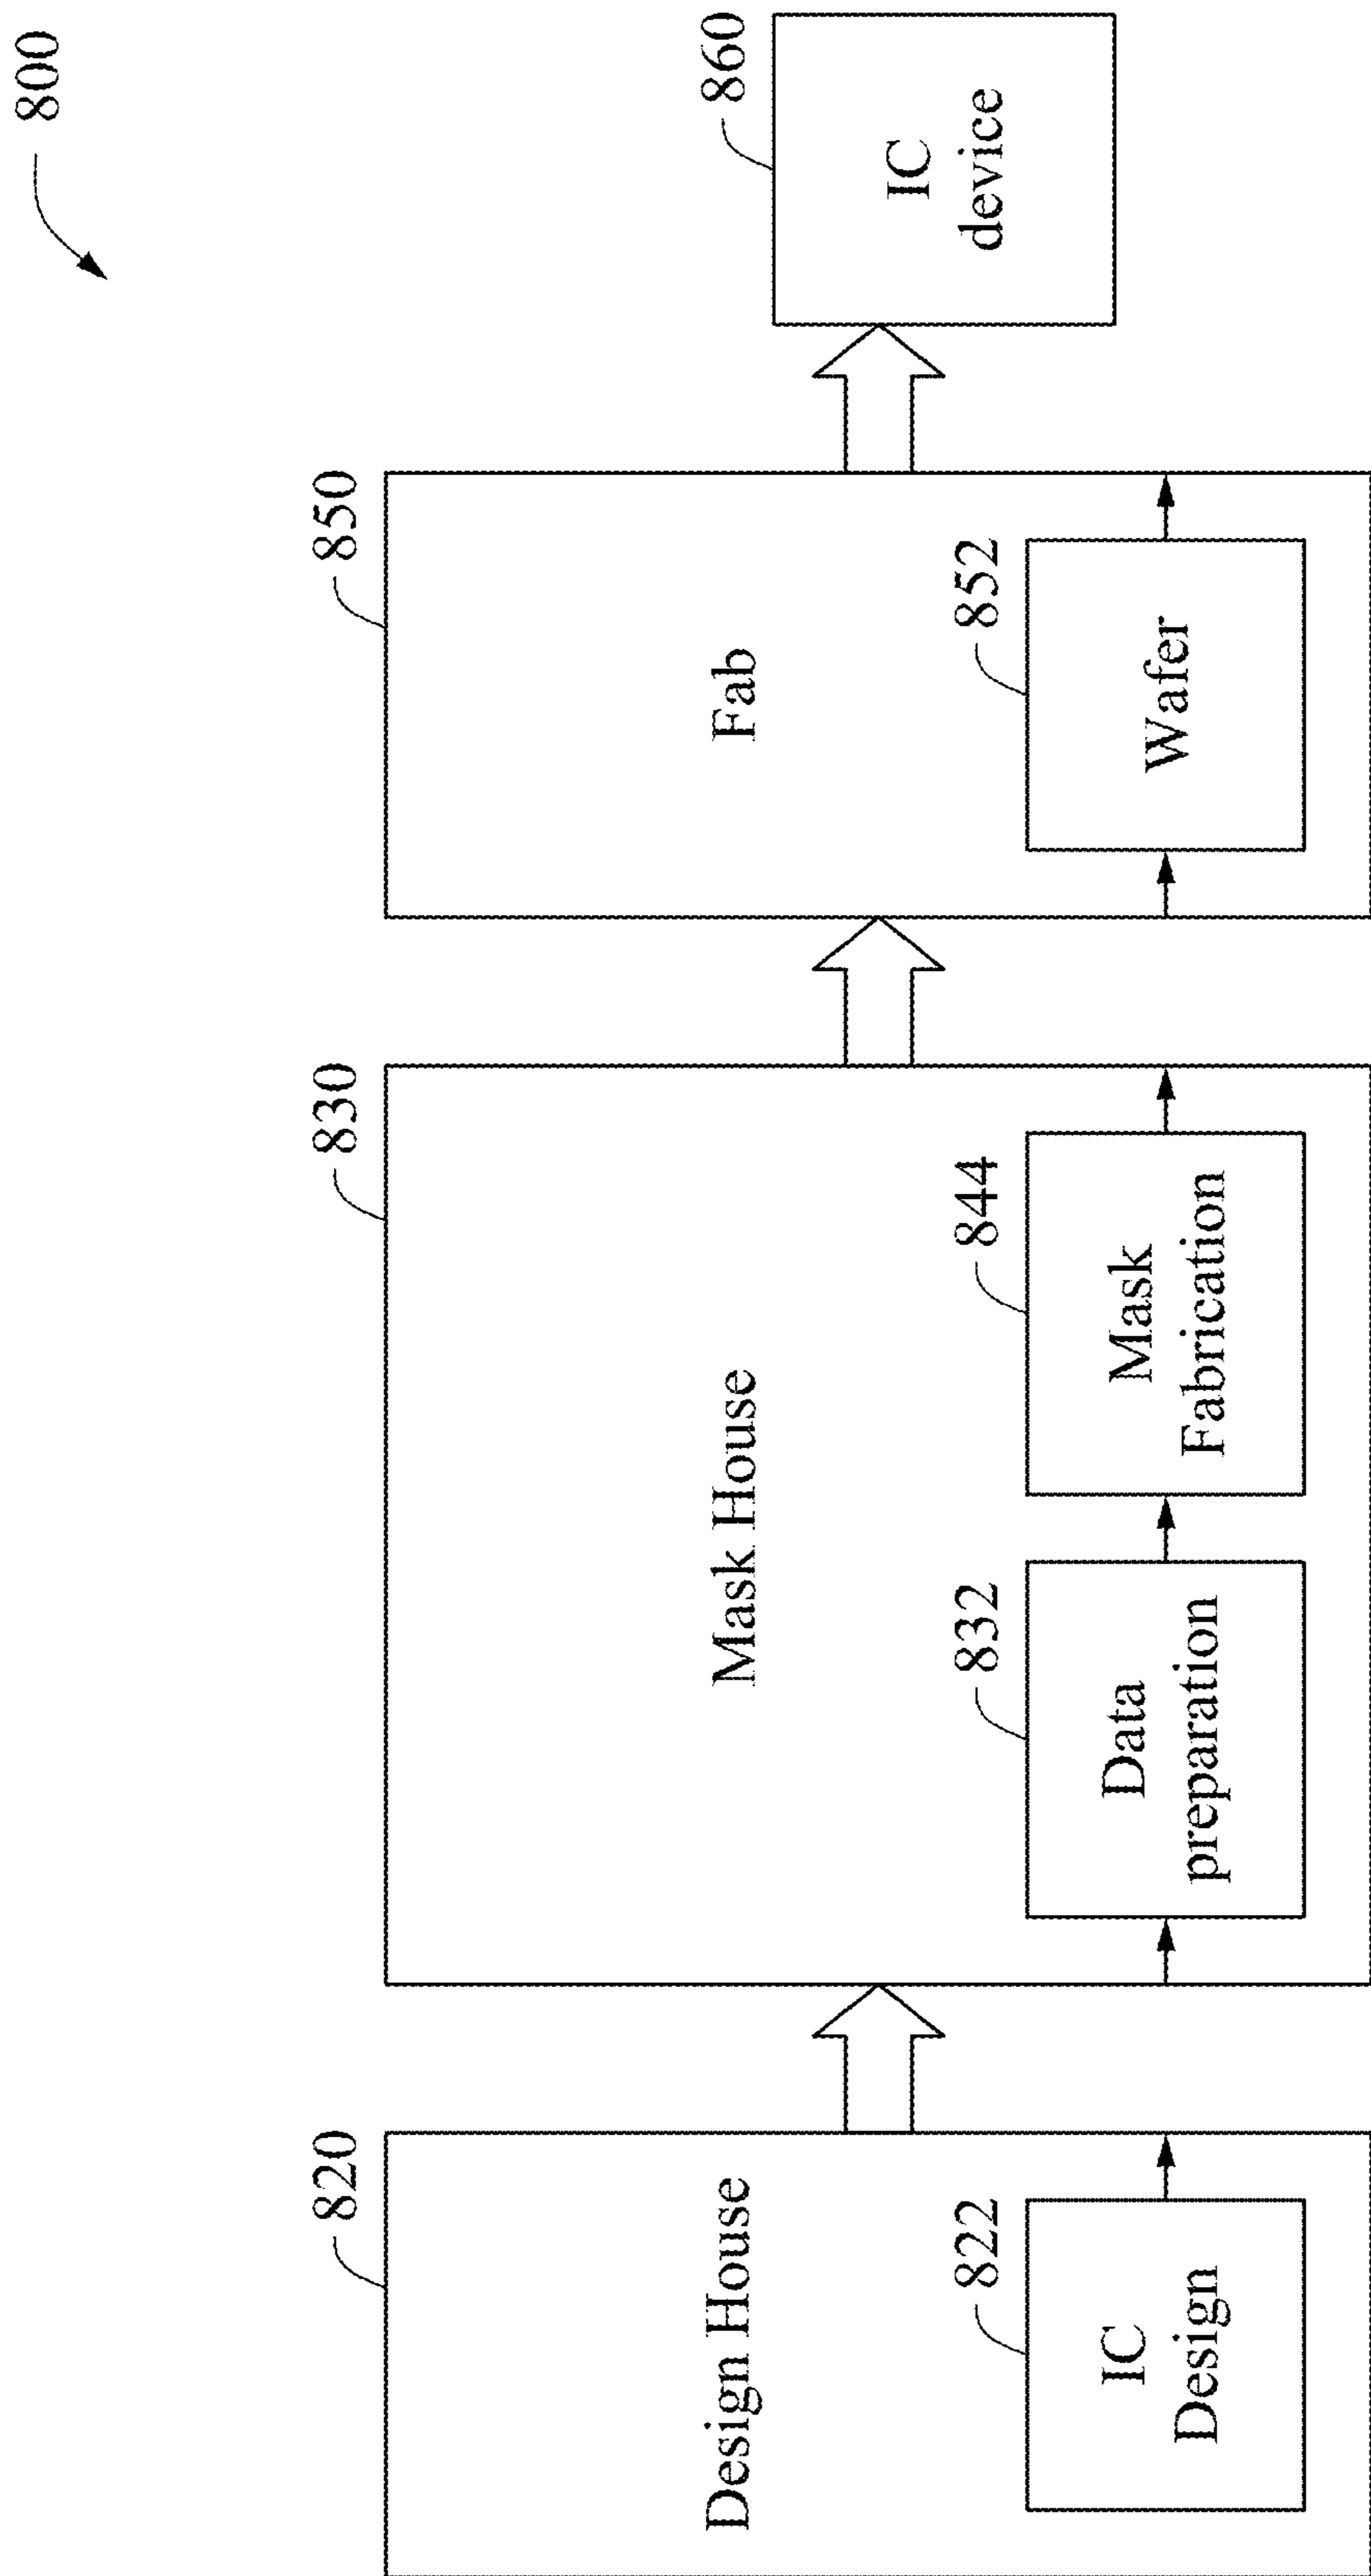 800
820
Design House
822
IC
Design
830
Mask House
832
Data
preparation
844
Mask
Fabrication
850
Fab
852
Wafer
860
IC
device